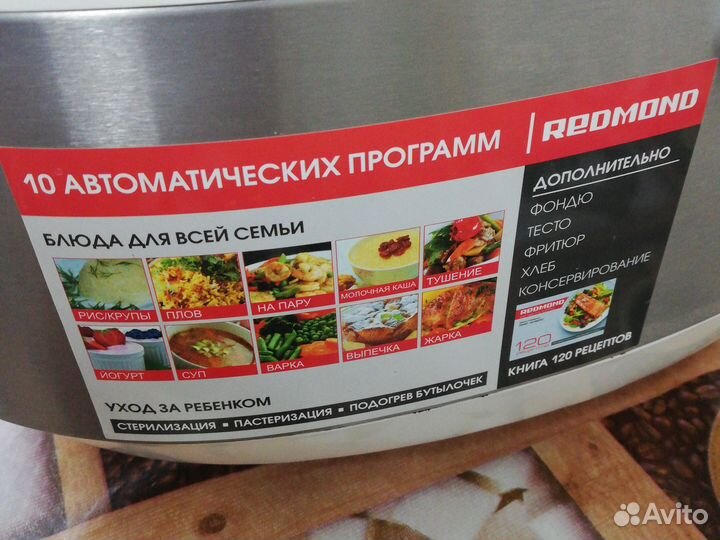 10 АВТОМАТИЧЕСКИХ ПРОГРАММ
REDMOND
БЛЮДА ДЛЯ ВСЕЙ СЕМЬИ
РИС/КРУПЫ
ПЛОВ
НА ПАРУ
МОЛОЧНАЯ КАША
ТУШЕНИЕ
ЙОГУРТ
СУП
ВАРКА
ВЫПЕЧКА
ЖАРКА
УХОД ЗА РЕБЕНКОМ
СТЕРИЛИЗАЦИЯ ▪ ПАСТЕРИЗАЦИЯ ▪ ПОДОГРЕВ БУТЫЛОЧЕК
ДОПОЛНИТЕЛЬНО
ФОНДЮ
ТЕСТО
ФРИТЮР
ХЛЕБ
КОНСЕРВИРОВАНИЕ
REDMOND
120
КНИГА 120 РЕЦЕПТОВ
Avito